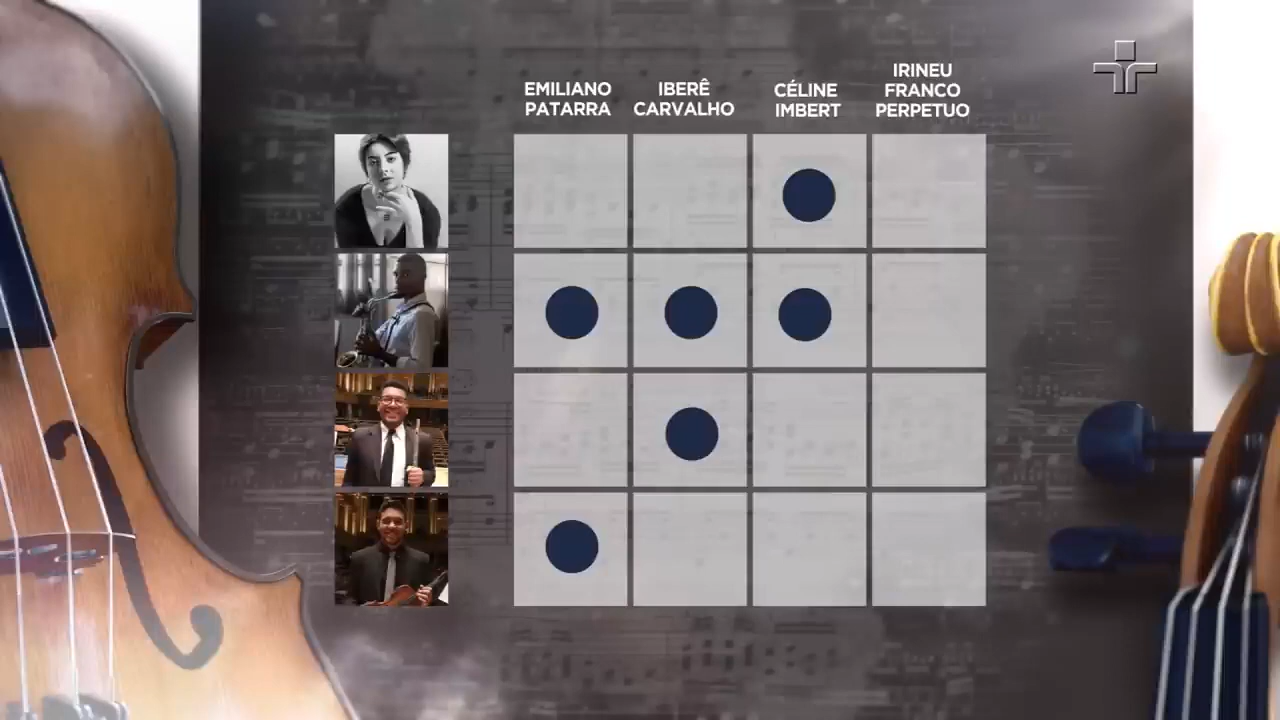 EMILIANO
PATARRA
IBERÊ
CARVALHO
CÉLINE
IMBERT
IRINEU
FRANCO
PERPETUO